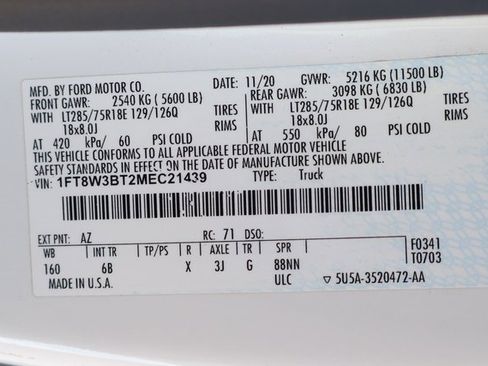 MFD. BY FORD MOTOR CO. DATE: 11/20 GVWR: 5216 KG (11500 LB)
FRONT GAWR: 2540 KG ( 5600 LB) REAR GAWR: 3098 KG ( 6830 LB)
WITH LT285/75R18E 129/126Q TIRES WITH LT285/75R18E 129/126Q TIRES
18x8.0J RIMS 18x8.0J RIMS
AT 420 kPa/ 60 PSI COLD AT 550 kPa/ 80 PSI COLD
THIS VEHICLE CONFORMS TO ALL APPLICABLE FEDERAL MOTOR VEHICLE
SAFETY STANDARDS IN EFFECT ON THE DATE OF MANUFACTURE SHOWN ABOVE.
VIN: 1FT8W3BT2MEC21439 TYPE: Truck
EXT PNT: AZ RC: 71 DSO:
WB INT TR TP/PS R AXLE TR SPR F0341
160 6B X 3J G 88NN T0703
MADE IN U.S.A. ULC ▽ 5U5A-3520472-AA